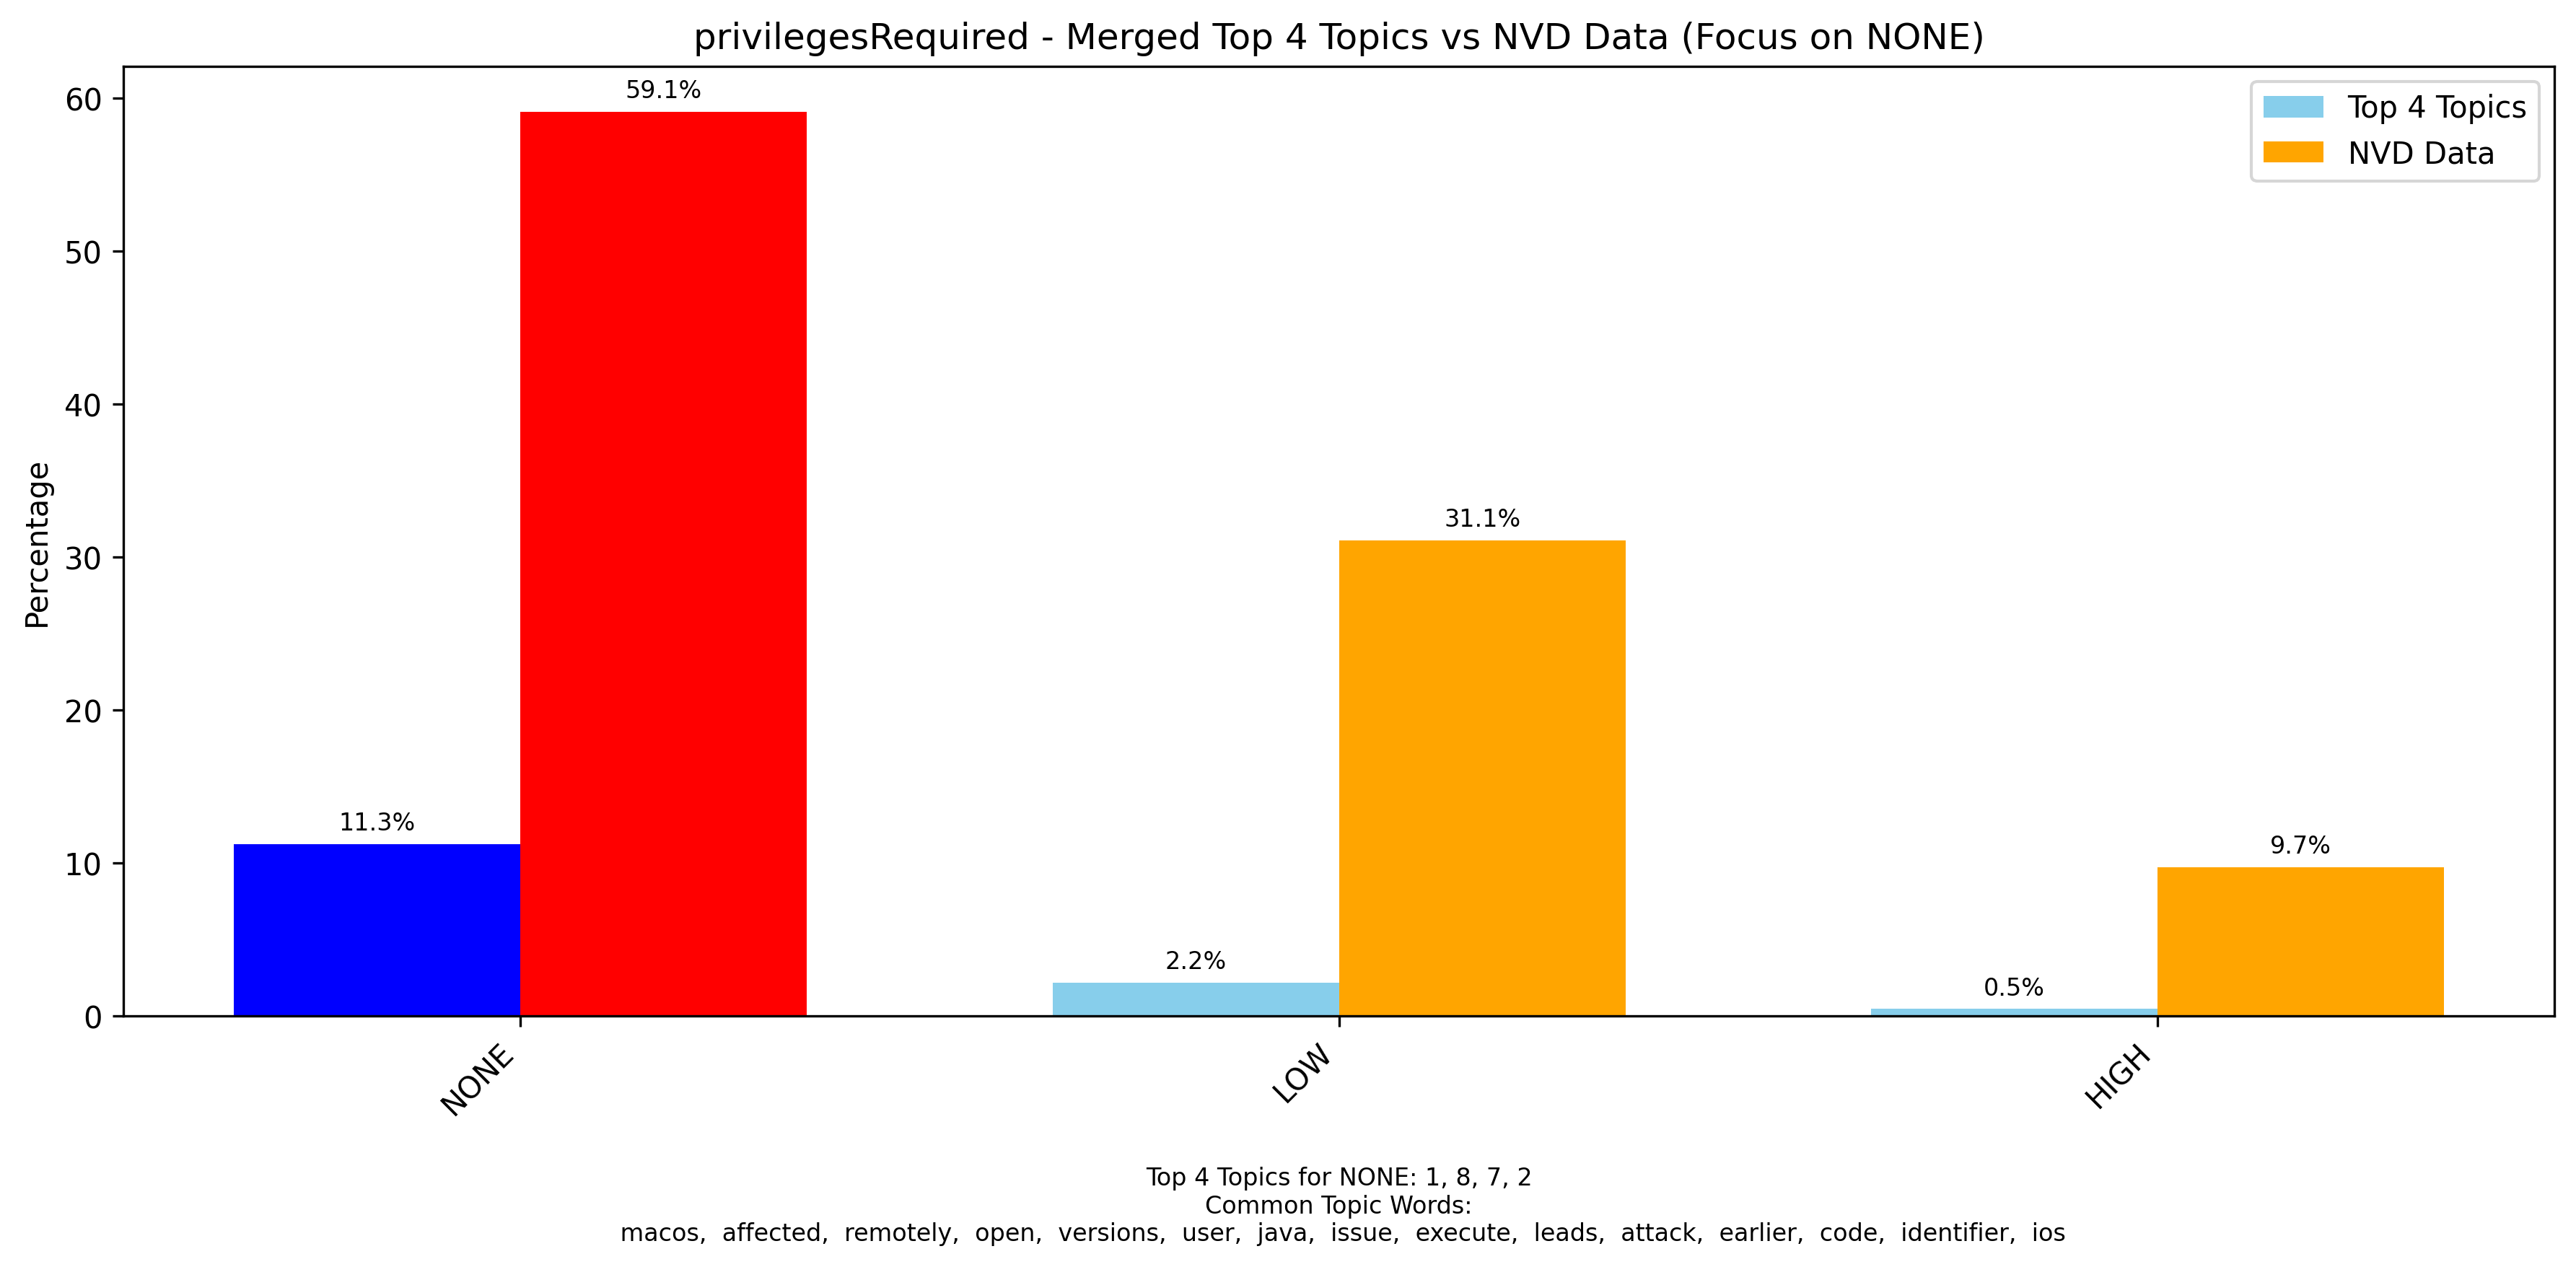 privilegesRequired - Merged Top 4 Topics vs NVD Data (Focus on NONE)
Top 4 Topics
NVD Data
Percentage
60
50
40
30
20
10
0
59.1%
11.3%
31.1%
2.2%
9.7%
0.5%
NONE
LOW
HIGH
Top 4 Topics for NONE: 1, 8, 7, 2
Common Topic Words:
macos, affected, remotely, open, versions, user, java, issue, execute, leads, attack, earlier, code, identifier, ios